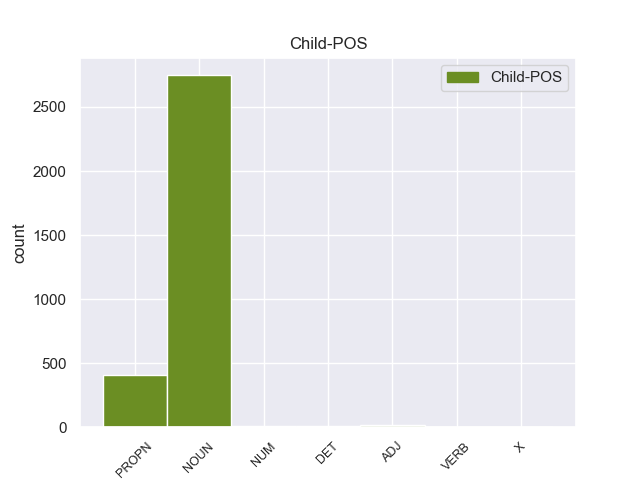 Child-POS
Child-POS
2500
2000
1500
1000
500
0
count
PROPN
NOUN
NUM
DET
ADJ
VERB
X